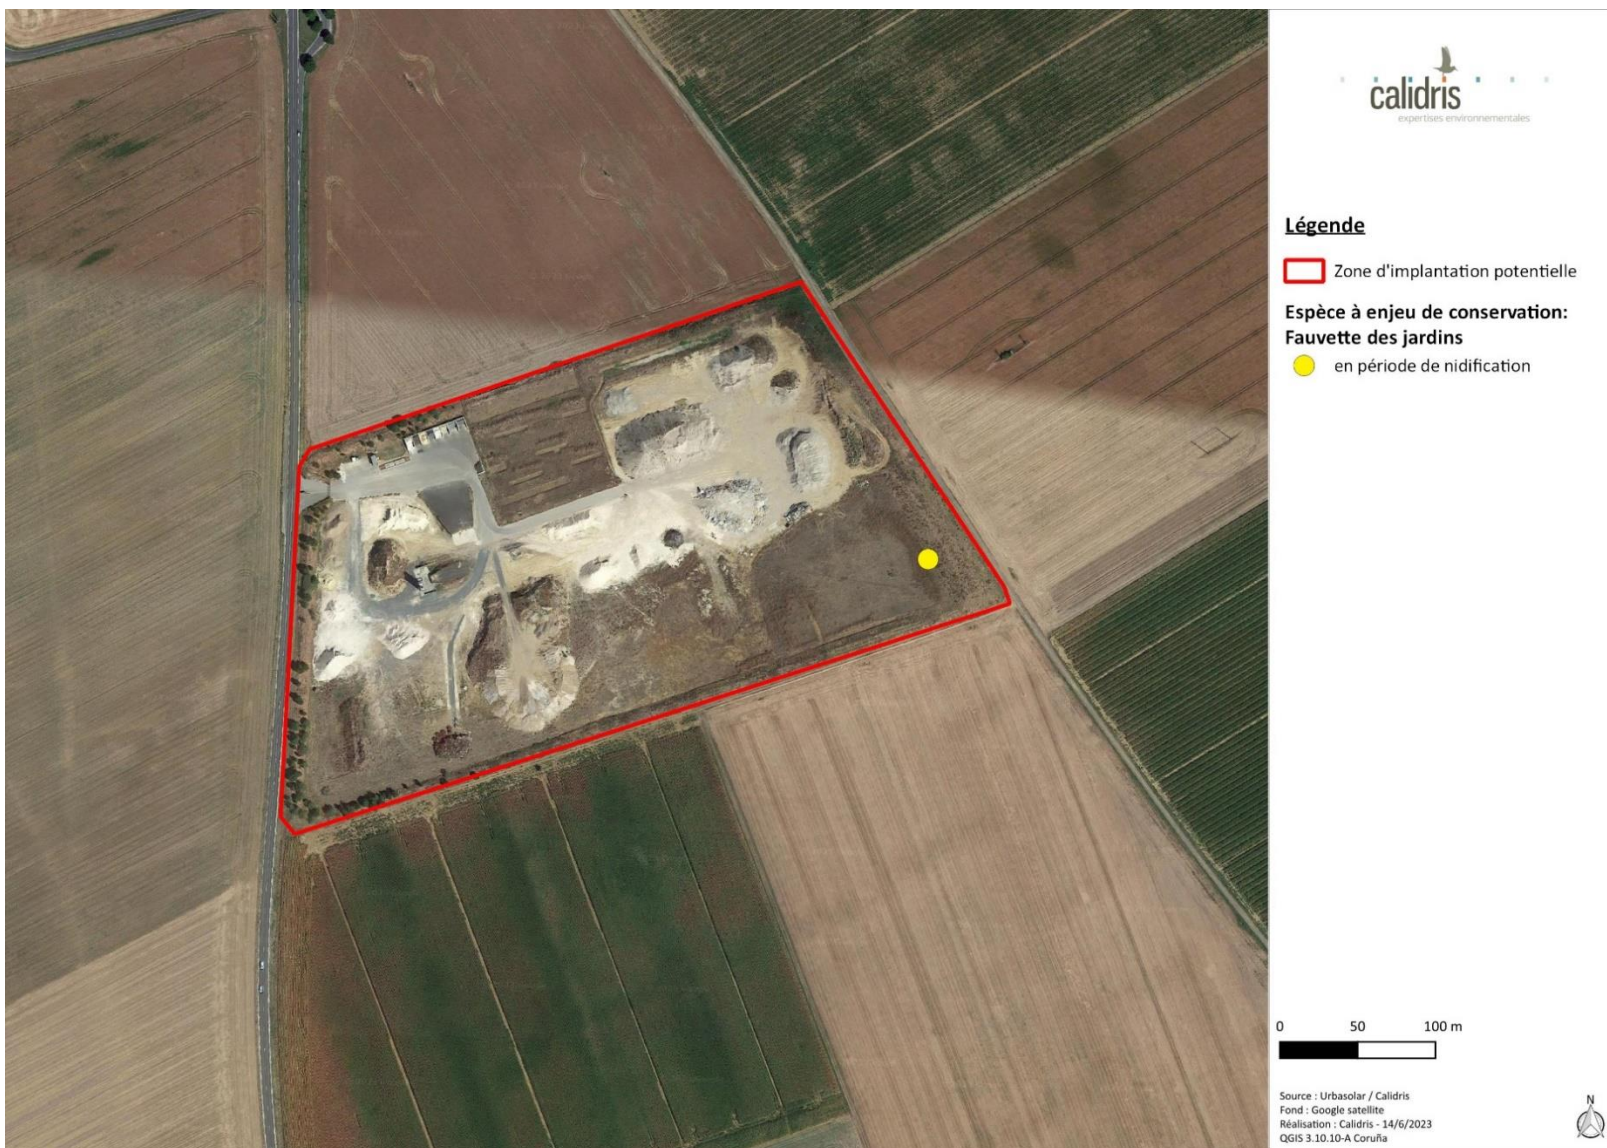 calidris
expertises environnementales
Légende
Zone d'implantation potentielle
Espèce à enjeu de conservation:
Fauvette des jardins
en période de nidification
0 50 100 m
Source : Urbasolar / Calidris
Fond : Google satellite
Réalisation : Calidris - 14/6/2023
QGIS 3.10.10-A Coruña
N